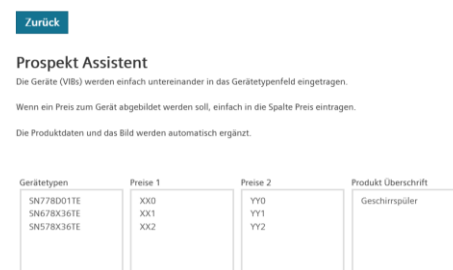 Zurück
Prospekt Assistent
Die Geräte (VIBs) werden einfach untereinander in das Gerätetypenfeld eingetragen.
Wenn ein Preis zum Gerät abgebildet werden soll, einfach in die Spalte Preis eintragen.
Die Produktdaten und das Bild werden automatisch ergänzt.
Gerätetypen Preise 1 Preise 2 Produkt Überschrift
SN778D01TE XX0 YY0 Geschirrspüler
SN678X36TE XX1 YY1
SN578X36TE XX2 YY2